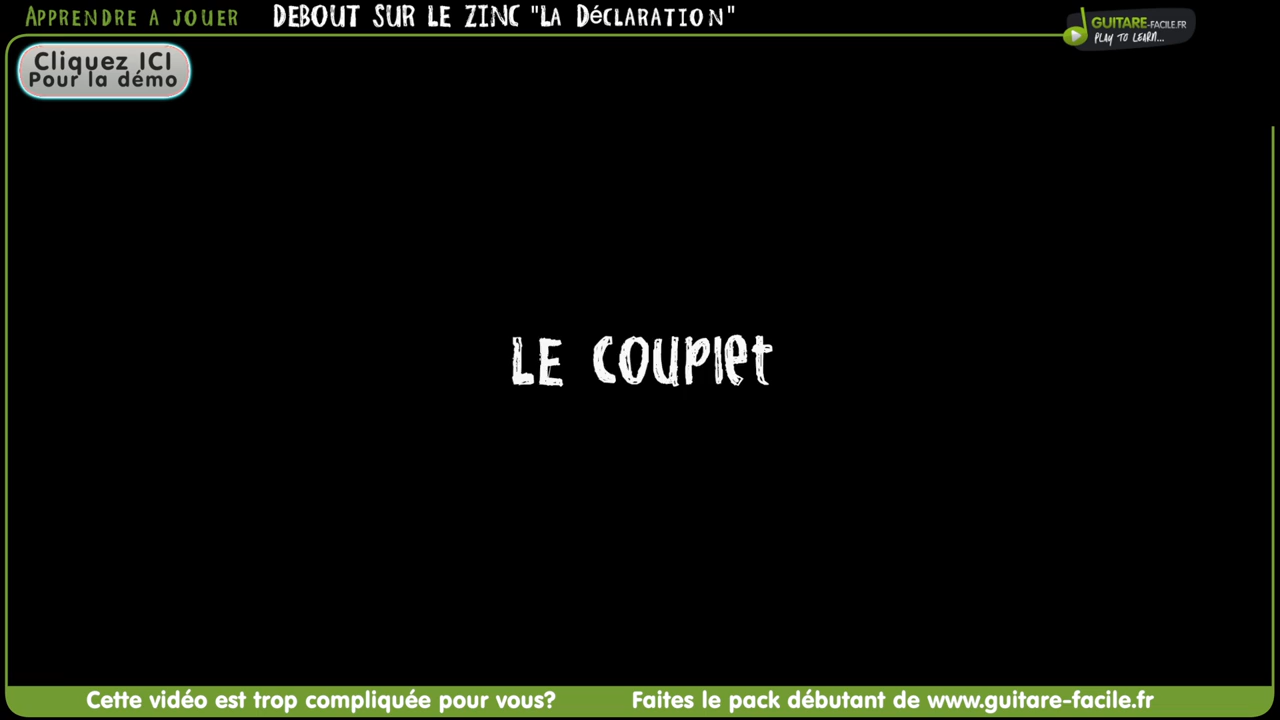 Apprendre a jouer DEBOUT SUR LE ZINC "La Déclaration"
GUITARE-FACILE.FR
PLAY TO LEARN...
Cliquez ICI
Pour la démo
LE COUPLET
Cette vidéo est trop compliquée pour vous? Faites le pack débutant de www.guitare-facile.fr